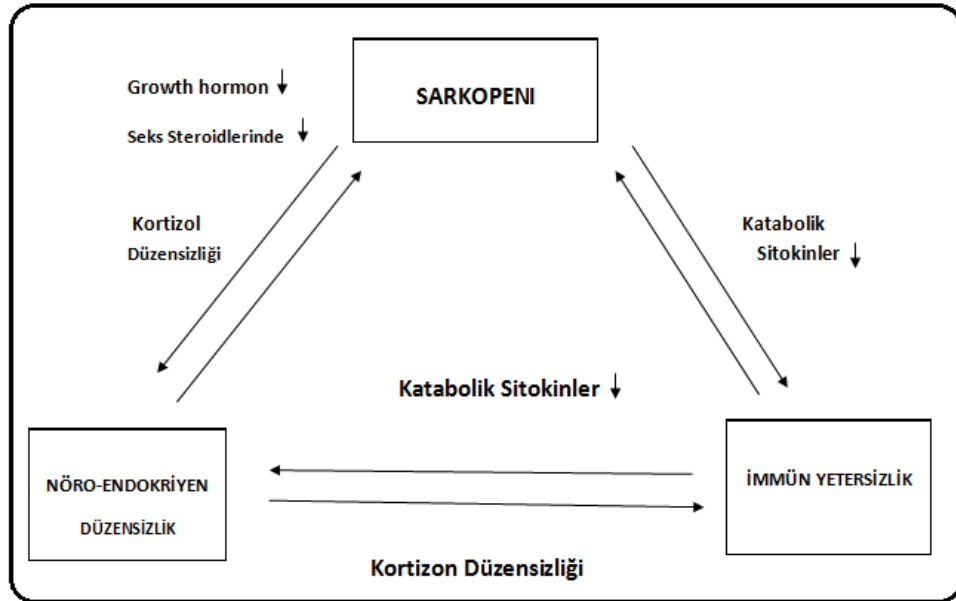 SARKOPENI
Growth hormon ↓
Seks Steroidlerinde ↓
Kortizol
Düzensizliği
Katabolik
Sitokinler ↓
Katabolik Sitokinler ↓
NÖRO-ENDOKRİYEN
DÜZENSİZLİK
İMMÜN YETERSİZLİK
Kortizon Düzensizliği